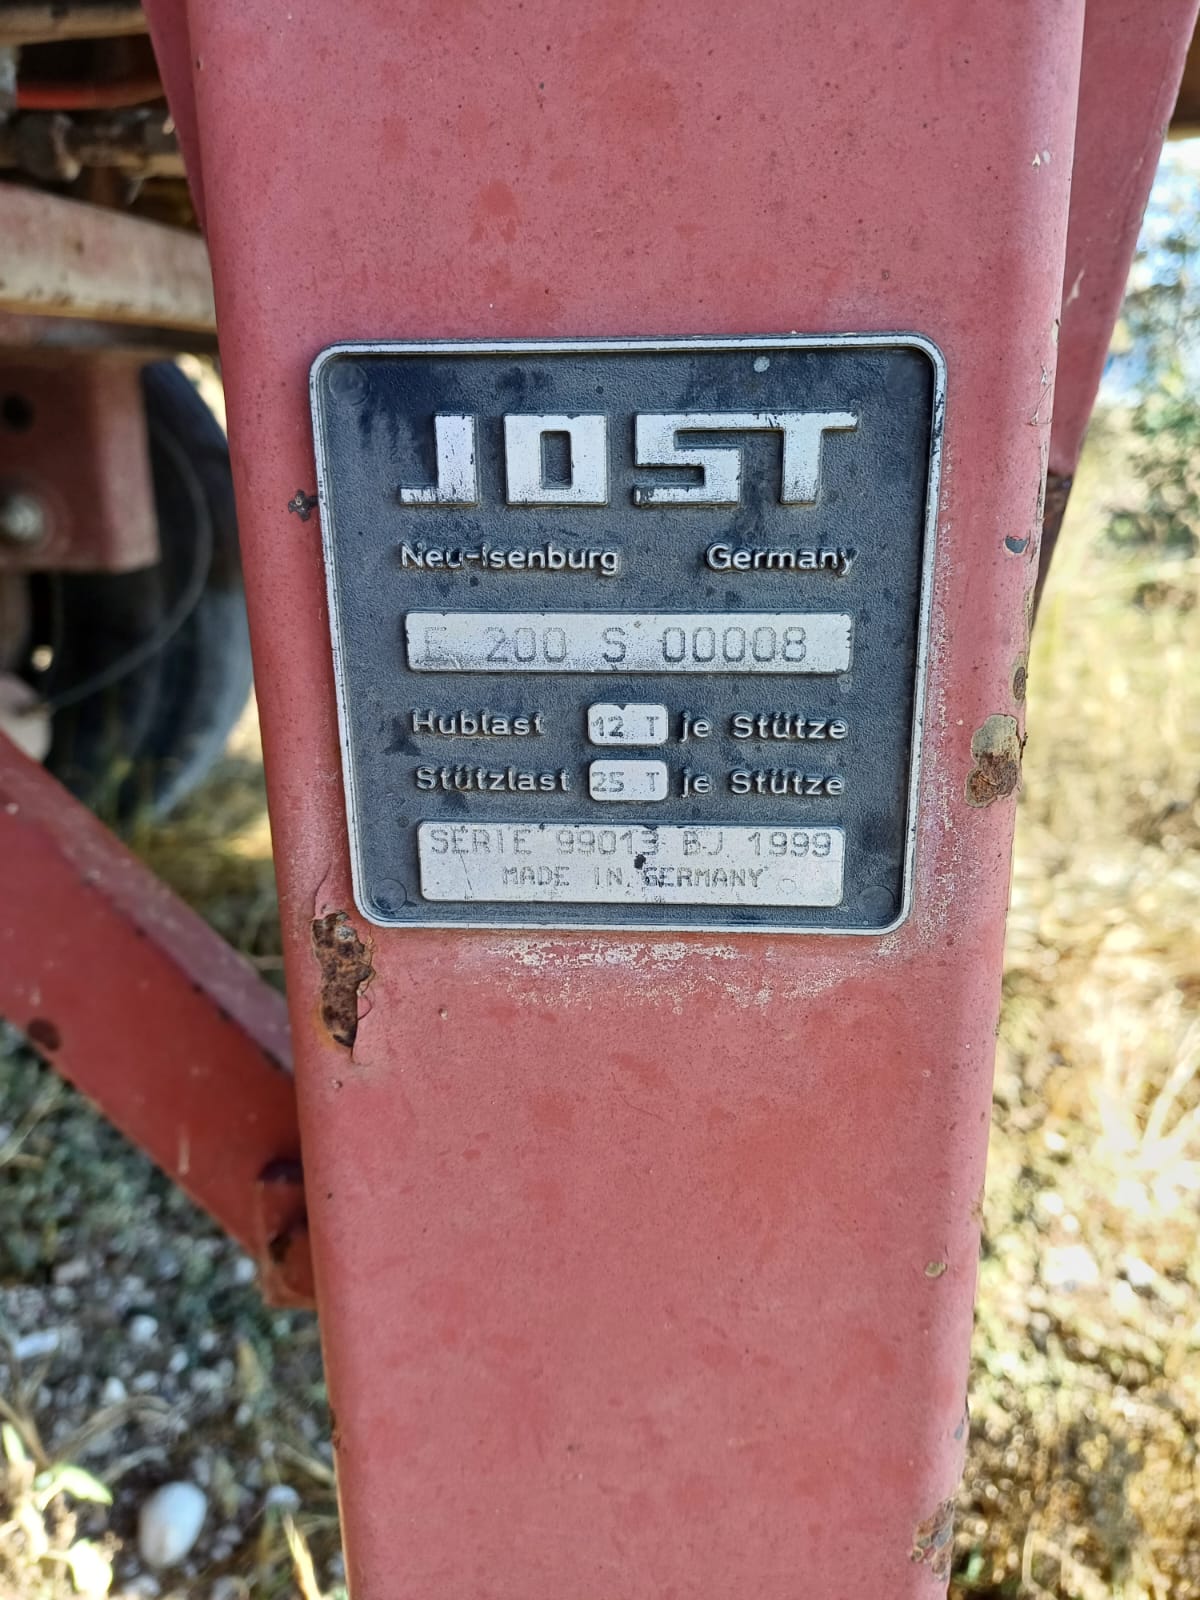 JOST
Neu-Isenburg Germany
E 200 S 00008
Hublast 12 T je Stütze
Stützlast 25 T je Stütze
SERIE 99013 BJ 1999
MADE IN GERMANY